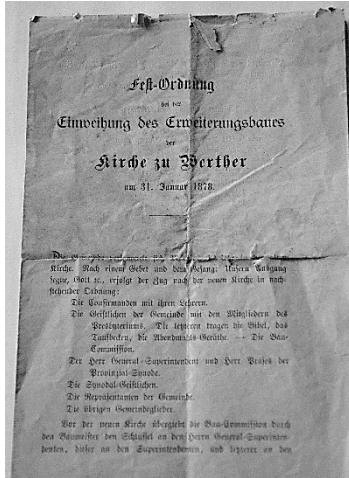 Fest-Ordnung
bei der
Einweihung des Erweiterungsbaues
der
Kirche zu Werther
am 31. Januar 1878.
Die
Kirche. Nach einem Gebet und dem Gesang: Unsern Ausgang
segne, Gott ec., erfolgt der Zug nach der neuen Kirche in nach-
stehender Ordnung:
Die Confirmanden mit ihren Lehrern.
Die Geistlichen der Gemeinde mit den Mitgliedern des
Presbyteriums. Die letzteren tragen die Bibel, das
Taufbecken, die Abendmahls-Geräthe. — Die Bau-
Commission.
Der Herr General-Superintendent und Herr Präses der
Provinzial-Synode.
Die Synodal-Geistlichen.
Die Repräsentanten der Gemeinde.
Die übrigen Gemeindeglieder.
Vor der neuen Kirche übergiebt die Bau-Commission durch
den Baumeister den Schlüssel an den Herrn General-Superinten-
denten, dieser an den Superintendenten, und letzterer an den